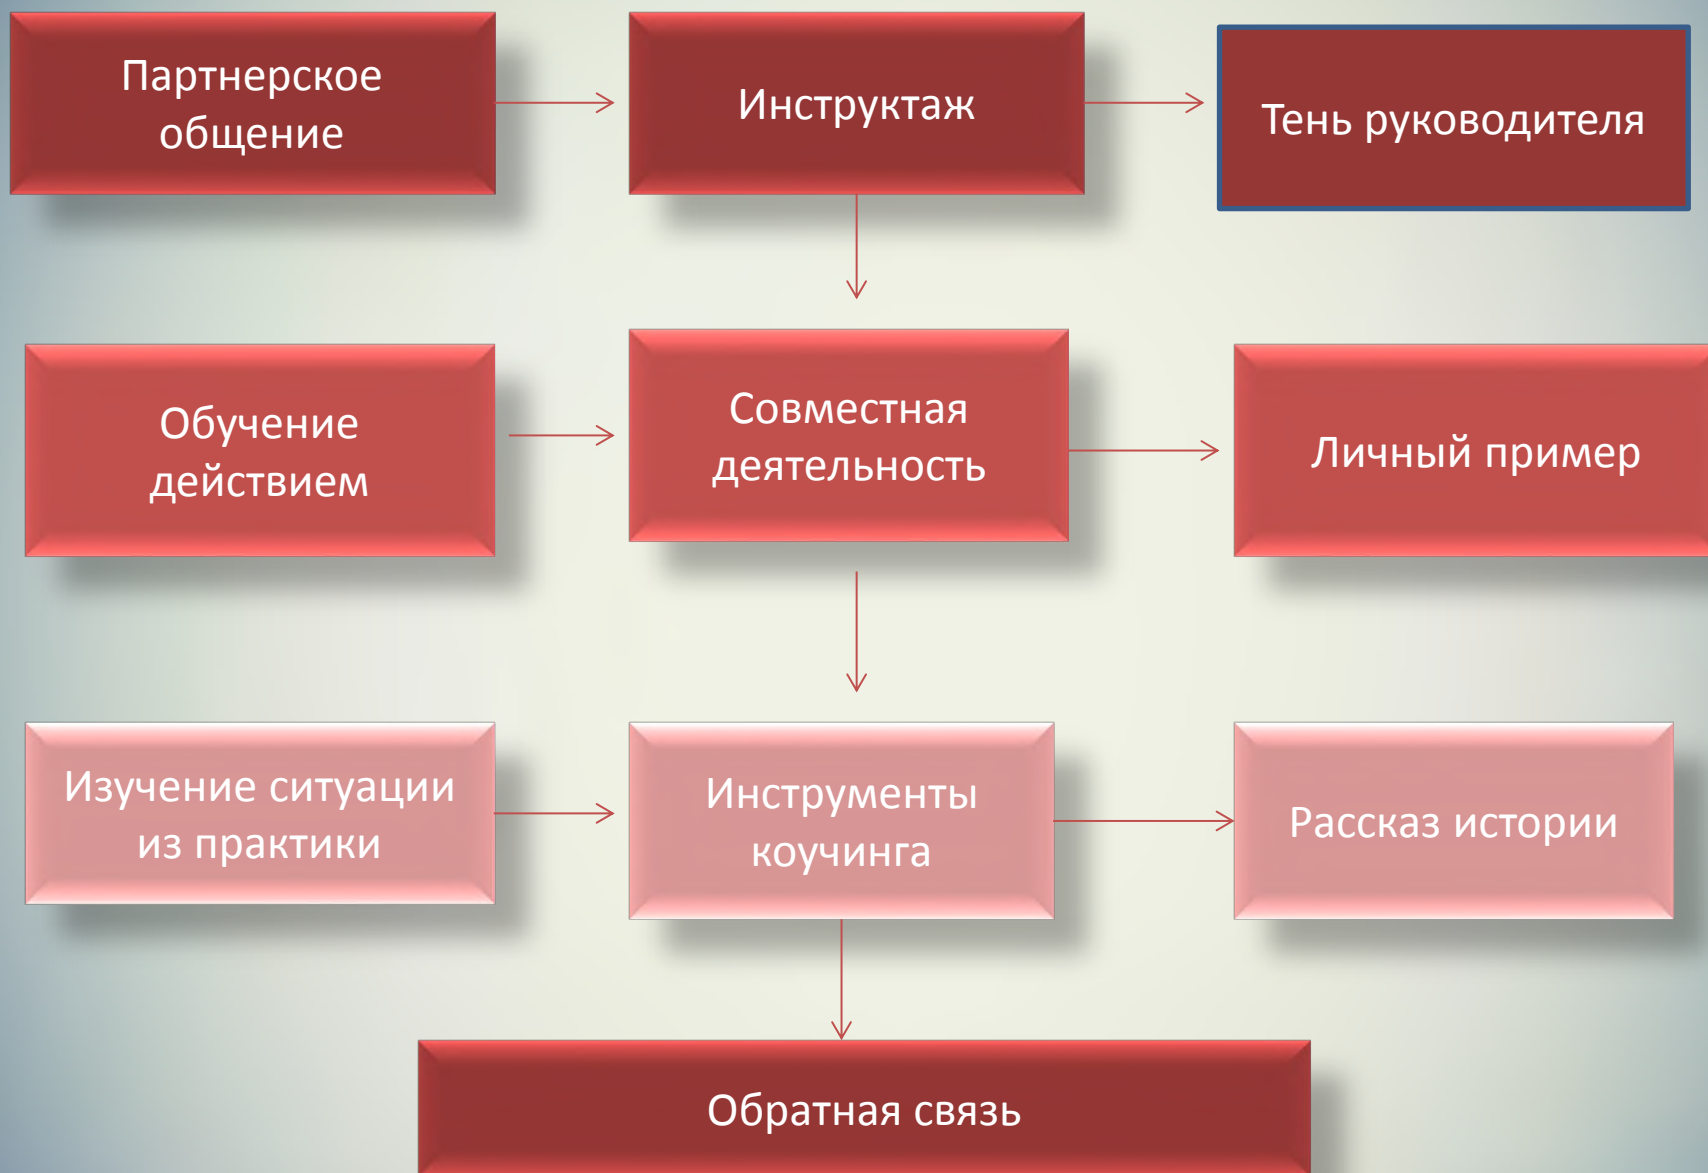 Партнерское
общение
Инструктаж
Тень руководителя
Обучение
действием
Совместная
деятельность
Личный пример
Изучение ситуации
из практики
Инструменты
коучинга
Рассказ истории
Обратная связь